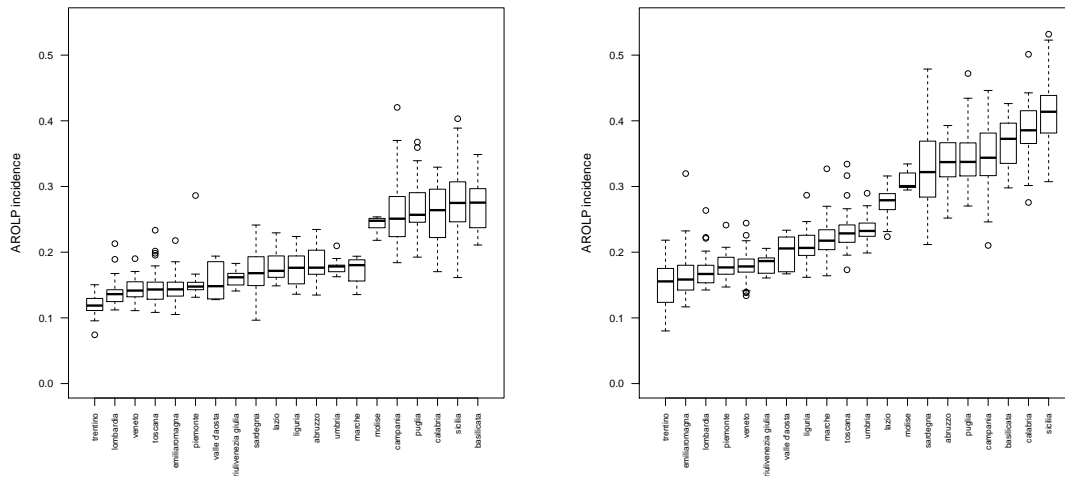 AROLP incidence
0.5
0.4
0.3
0.2
0.1
0.0
trentino
lombardia
veneto
toscana
emiliaromagna
piemonte
valle d'aosta
riulivenezia giulia
sardegna
lazio
liguria
abruzzo
umbria
marche
molise
campania
puglia
calabria
sicilia
basilicata
AROLP incidence
0.5
0.4
0.3
0.2
0.1
0.0
trentino
emiliaromagna
lombardia
piemonte
veneto
riulivenezia giulia
valle d'aosta
liguria
marche
toscana
umbria
lazio
molise
sardegna
abruzzo
puglia
campania
basilicata
calabria
sicilia